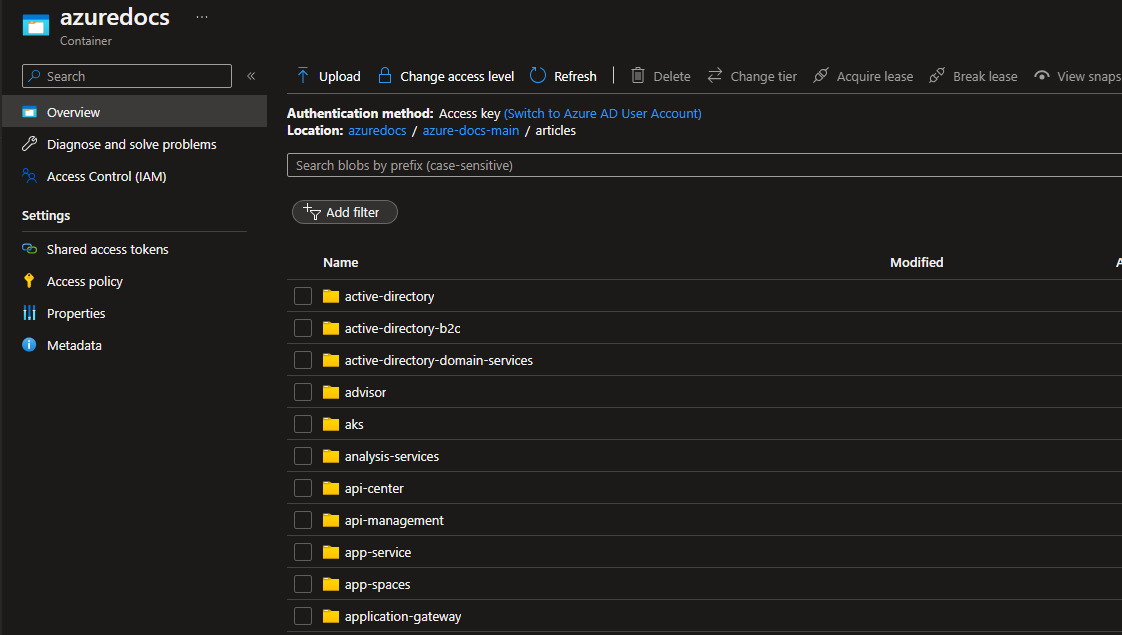 azuredocs ...
Container
Search «
Upload Change access level Refresh | Delete Change tier Acquire lease Break lease View snaps
Overview
Diagnose and solve problems
Access Control (IAM)
Settings
Shared access tokens
Access policy
Properties
Metadata
Authentication method: Access key (Switch to Azure AD User Account)
Location: azuredocs / azure-docs-main / articles
Search blobs by prefix (case-sensitive)
Add filter
Name Modified A
active-directory
active-directory-b2c
active-directory-domain-services
advisor
aks
analysis-services
api-center
api-management
app-service
app-spaces
application-gateway